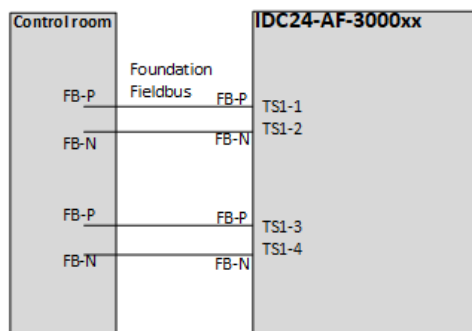 Control room
IDC24-AF-3000xx
Foundation
Fieldbus
FB-P
FB-P
TS1-1
TS1-2
FB-N
FB-N
FB-P
FB-P
TS1-3
TS1-4
FB-N
FB-N